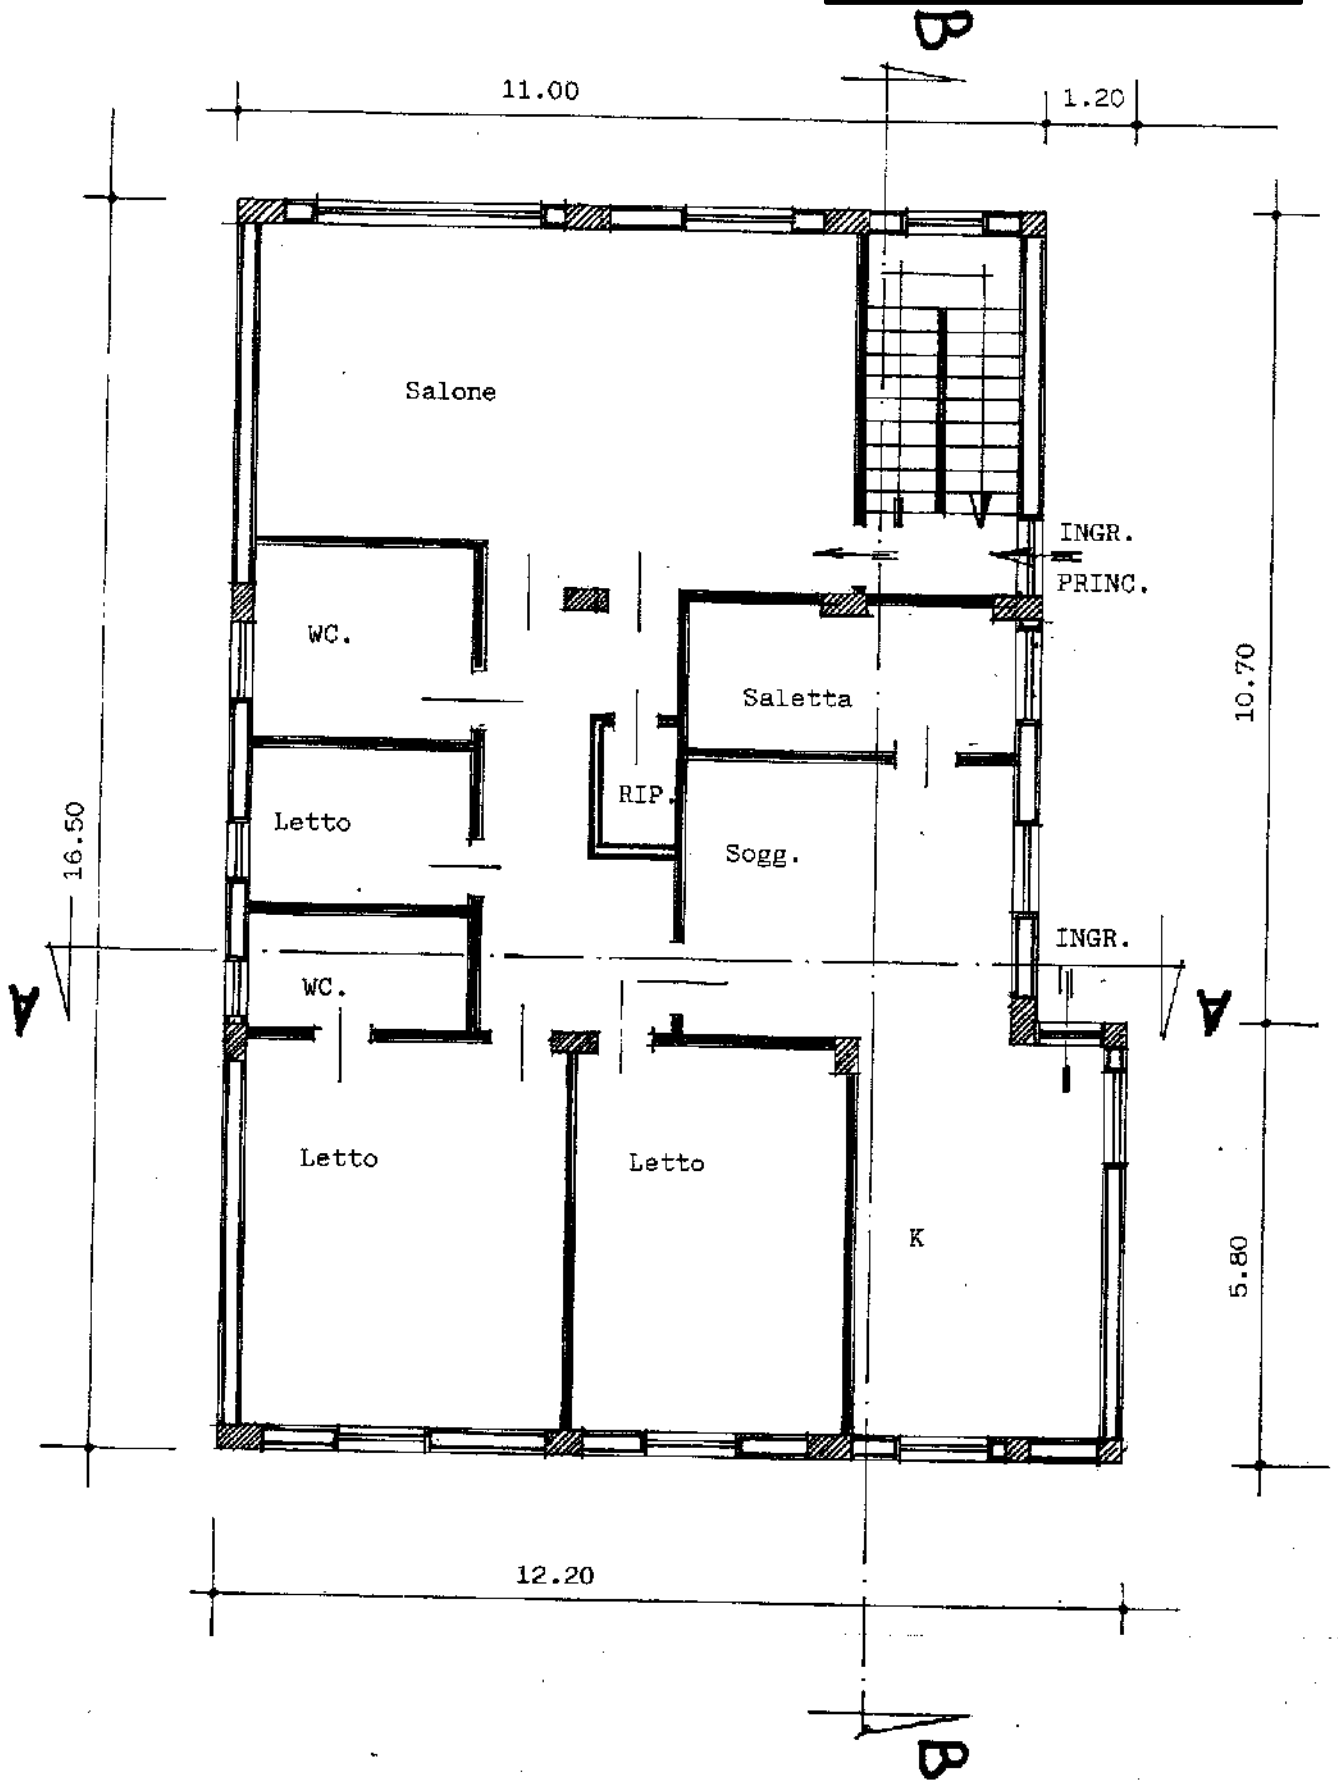 B
11.00
1.20
Salone
INGR.
PRINC.
WC.
Saletta
10.70
RIP.
Letto
16.50
Sogg.
INGR.
WC.
A
A
Letto
Letto
K
5.80
12.20
B